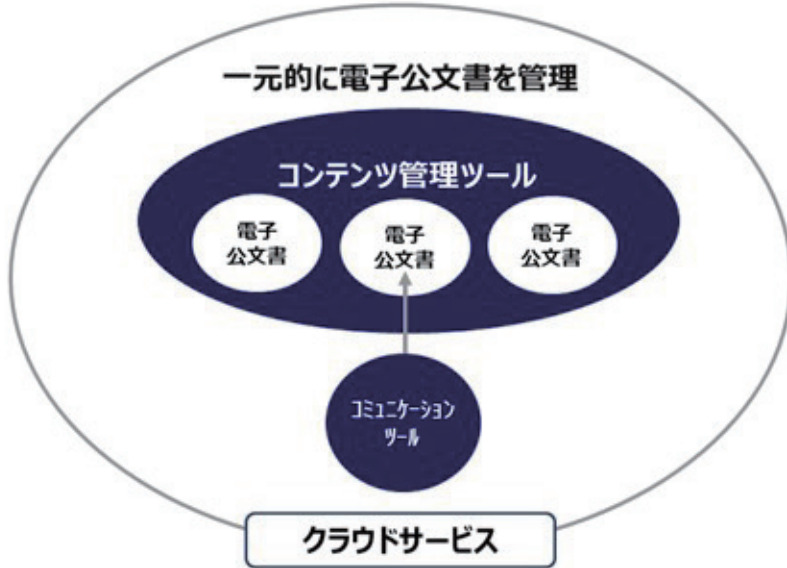 一元的に電子公文書を管理
コンテンツ管理ツール
電子
公文書
電子
公文書
電子
公文書
コミュニケーション
ツール
クラウドサービス